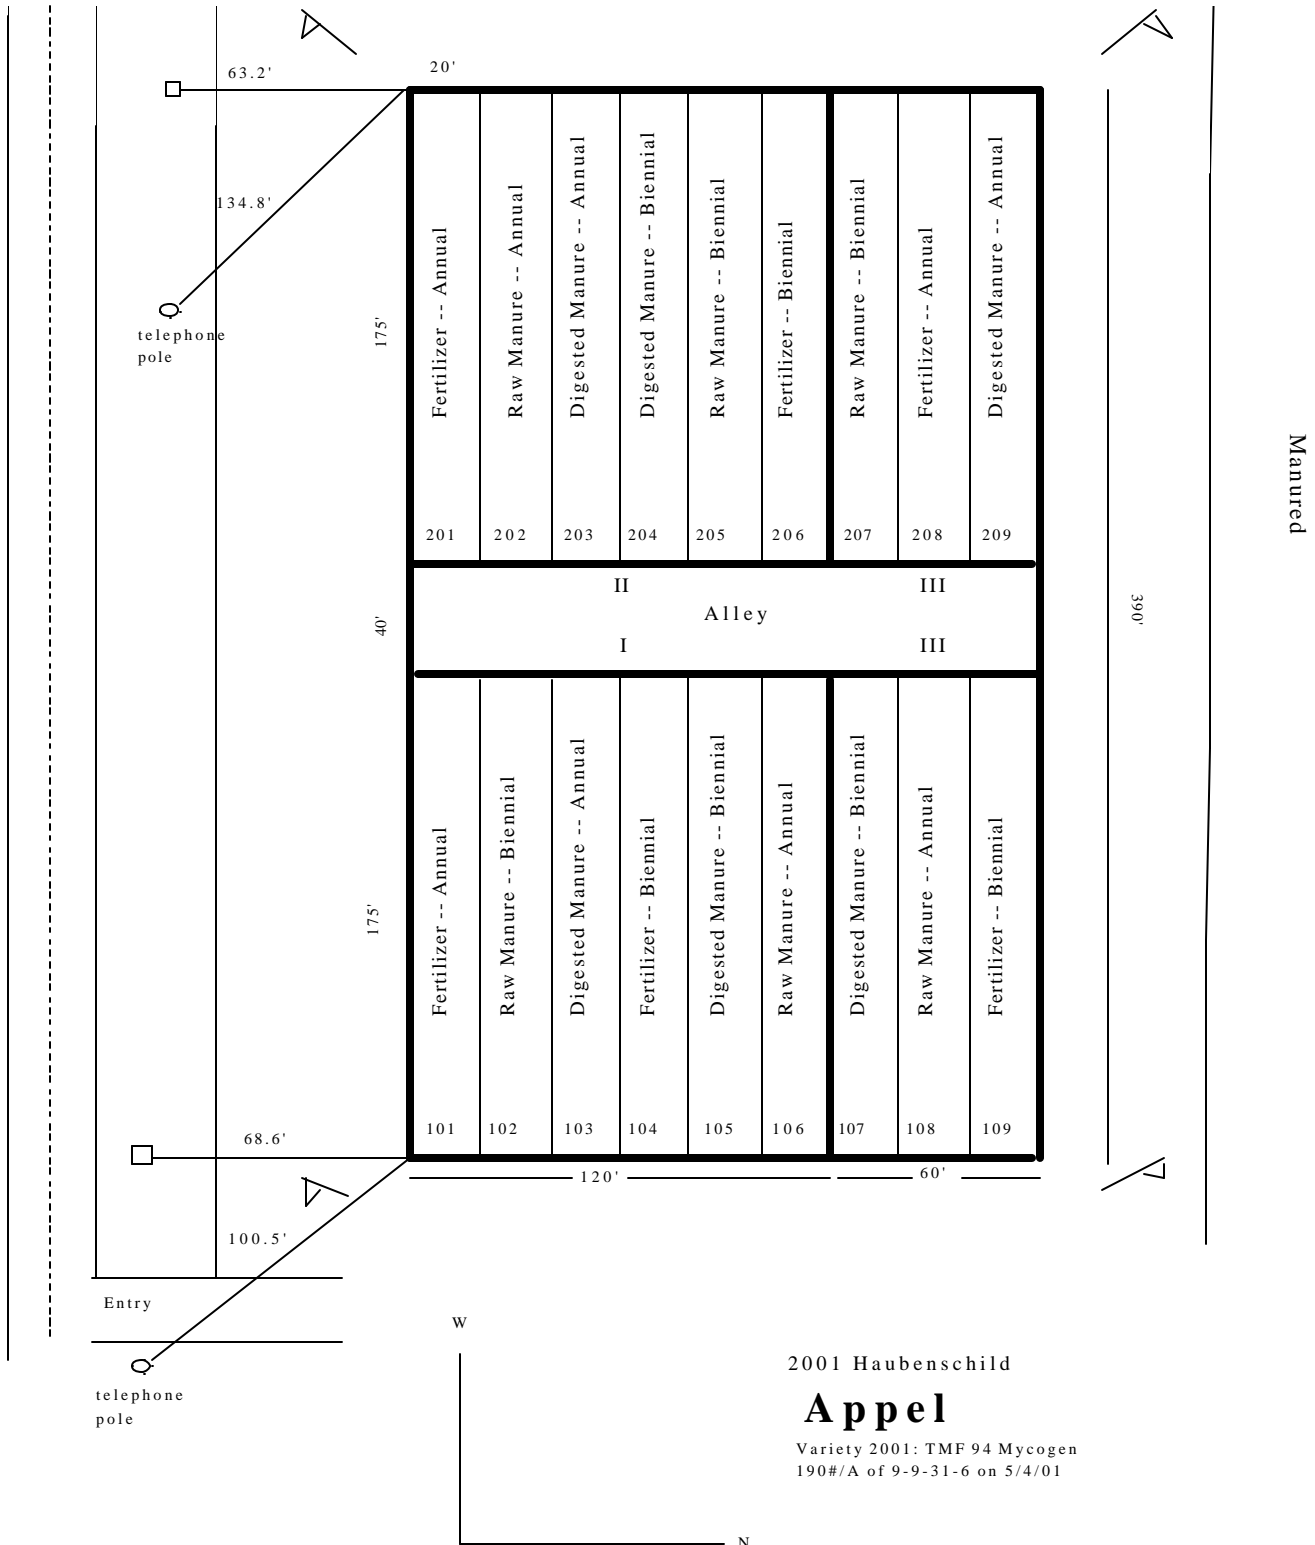 63.2'
20'
134.8'
telephone
pole
175'
Fertilizer -- Annual
Raw Manure -- Annual
Digested Manure -- Annual
Digested Manure -- Biennial
Raw Manure -- Biennial
Fertilizer -- Biennial
Raw Manure -- Biennial
Fertilizer -- Annual
Digested Manure -- Annual
Manured
201 202 203 204 205 206 207 208 209
II III
Alley
40'
390'
I III
175'
Fertilizer -- Annual
Raw Manure -- Biennial
Digested Manure -- Annual
Fertilizer -- Biennial
Digested Manure -- Biennial
Raw Manure -- Annual
Digested Manure -- Biennial
Raw Manure -- Annual
Fertilizer -- Biennial
101 102 103 104 105 106 107 108 109
68.6'
120' 60'
100.5'
Entry
telephone
pole
W
N
2001 Haubenschild
Appel
Variety 2001: TMF 94 Mycogen
190#/A of 9-9-31-6 on 5/4/01